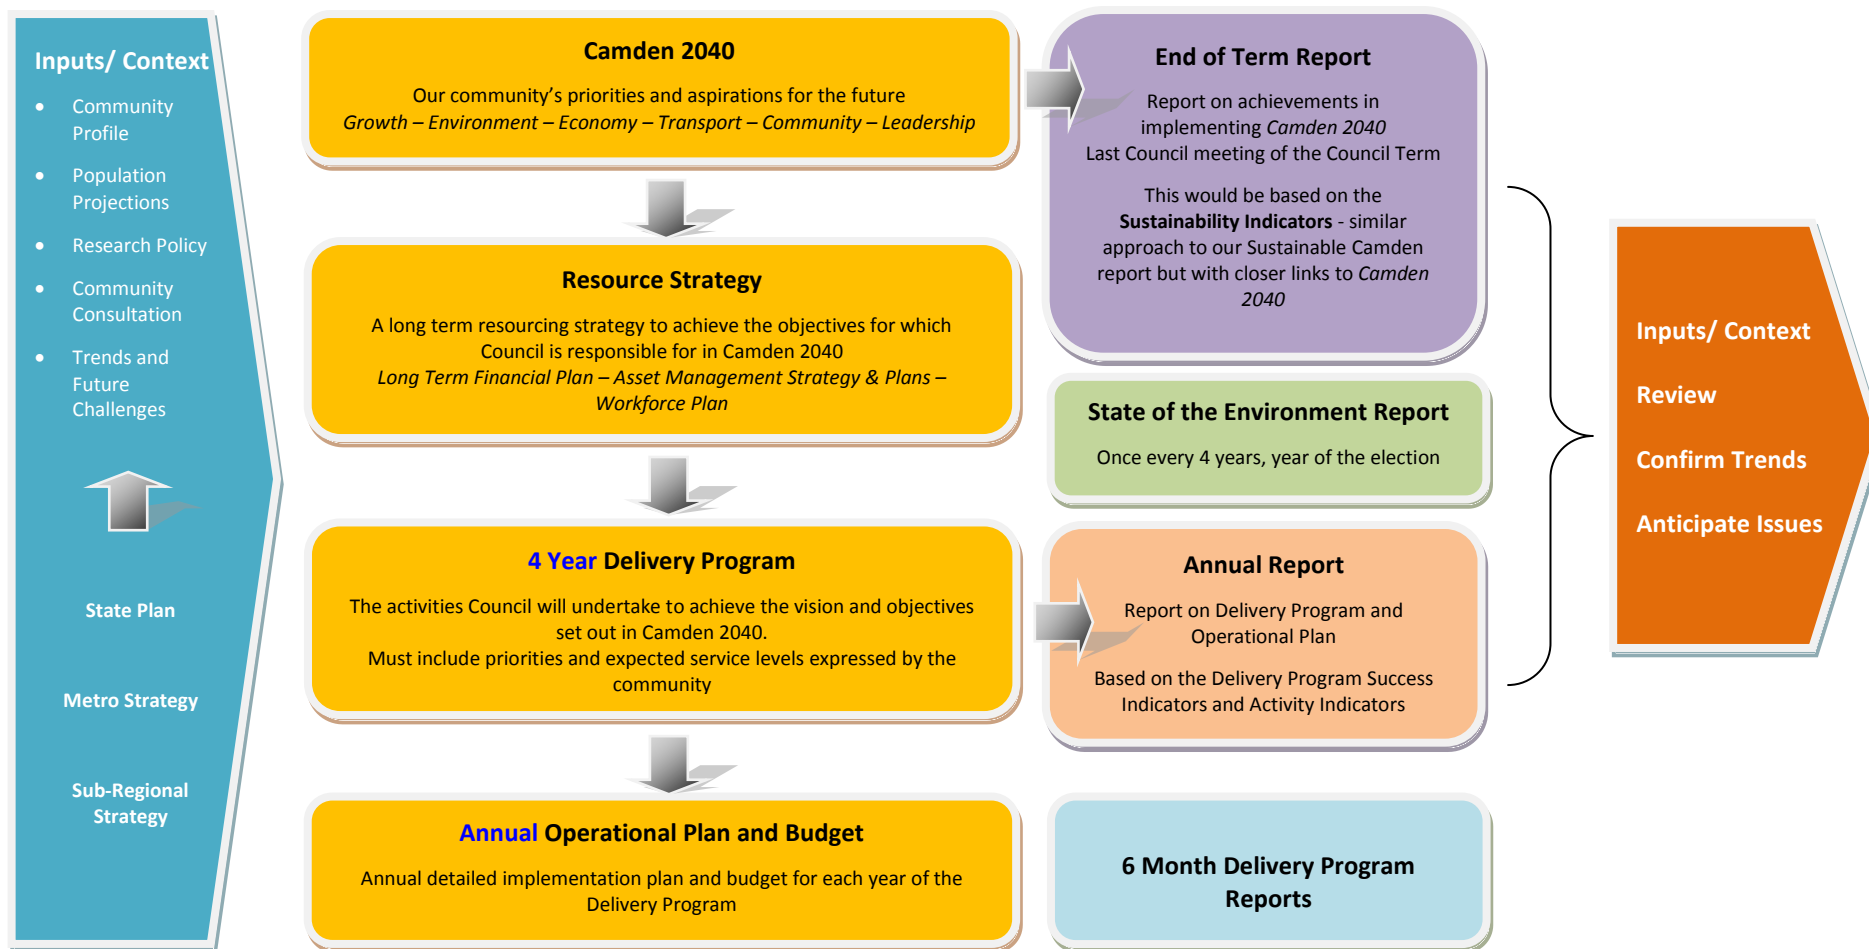 Inputs/ Context
• Community
Profile
• Population
Projections
• Research Policy
• Community
Consultation
• Trends and
Future
Challenges
State Plan
Metro Strategy
Sub-Regional
Strategy
Camden 2040
Our community’s priorities and aspirations for the future
Growth – Environment – Economy – Transport – Community – Leadership
Resource Strategy
A long term resourcing strategy to achieve the objectives for which
Council is responsible for in Camden 2040
Long Term Financial Plan – Asset Management Strategy & Plans –
Workforce Plan
4 Year Delivery Program
The activities Council will undertake to achieve the vision and objectives
set out in Camden 2040.
Must include priorities and expected service levels expressed by the
community
Annual Operational Plan and Budget
Annual detailed implementation plan and budget for each year of the
Delivery Program
End of Term Report
Report on achievements in
implementing Camden 2040
Last Council meeting of the Council Term
This would be based on the
Sustainability Indicators - similar
approach to our Sustainable Camden
report but with closer links to Camden
2040
State of the Environment Report
Once every 4 years, year of the election
Annual Report
Report on Delivery Program and
Operational Plan
Based on the Delivery Program Success
Indicators and Activity Indicators
6 Month Delivery Program
Reports
Inputs/ Context
Review
Confirm Trends
Anticipate Issues